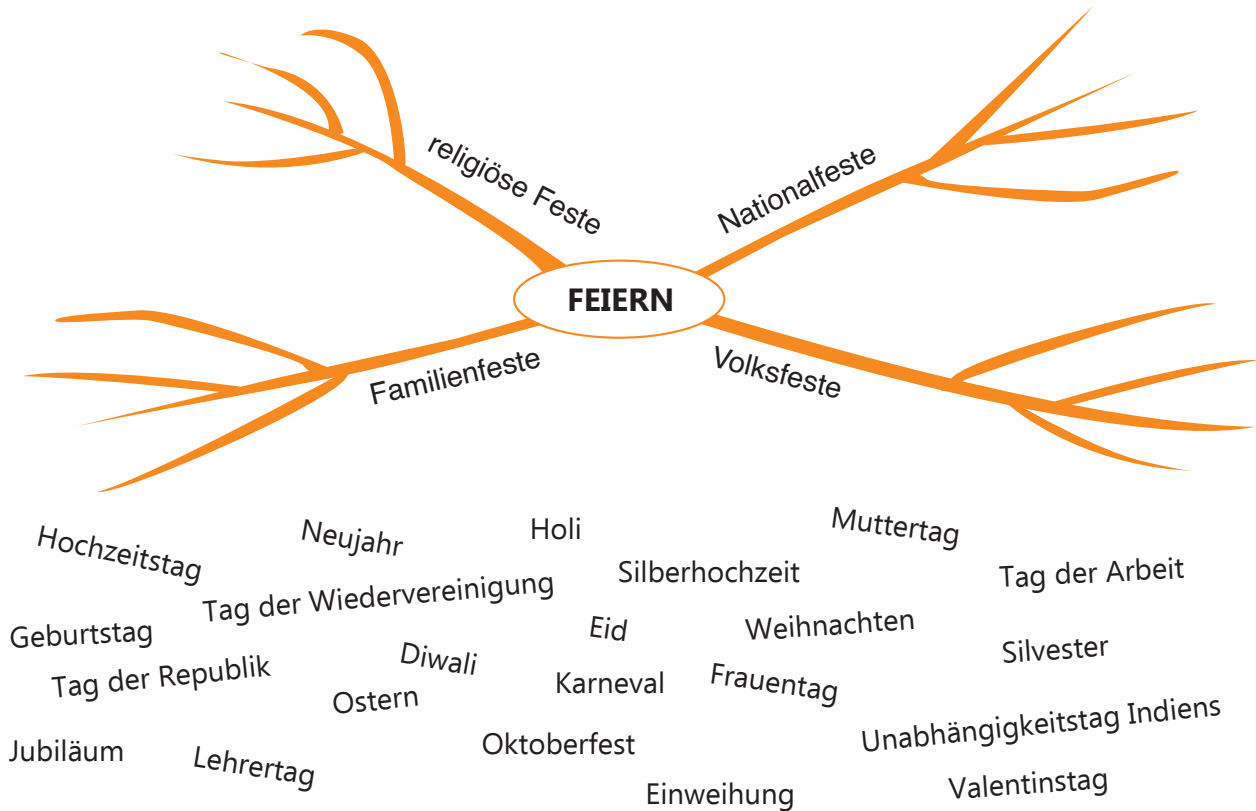 religiöse Feste
Nationalfeste
FEIERN
Familienfeste
Volksfeste
Hochzeitstag
Neujahr
Holi
Muttertag
Tag der Wiedervereinigung
Silberhochzeit
Tag der Arbeit
Geburtstag
Eid
Weihnachten
Silvester
Tag der Republik
Diwali
Karneval
Frauentag
Ostern
Unabhängigkeitstag Indiens
Jubiläum
Lehrertag
Oktoberfest
Einweihung
Valentinstag